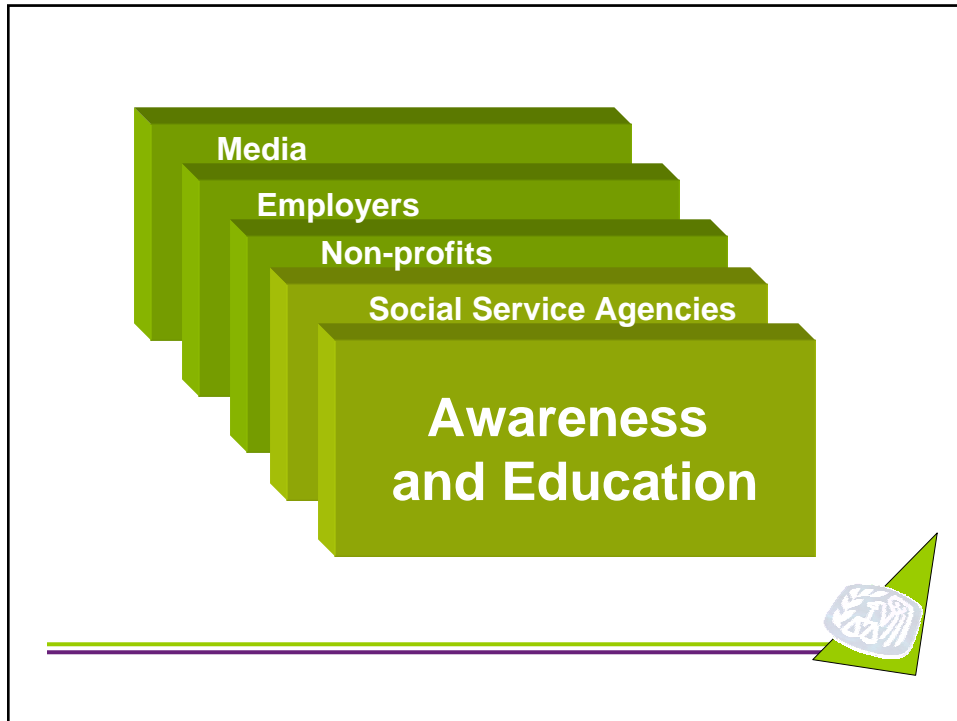 Media
Employers
Non-profits
Social Service Agencies
Awareness
and Education